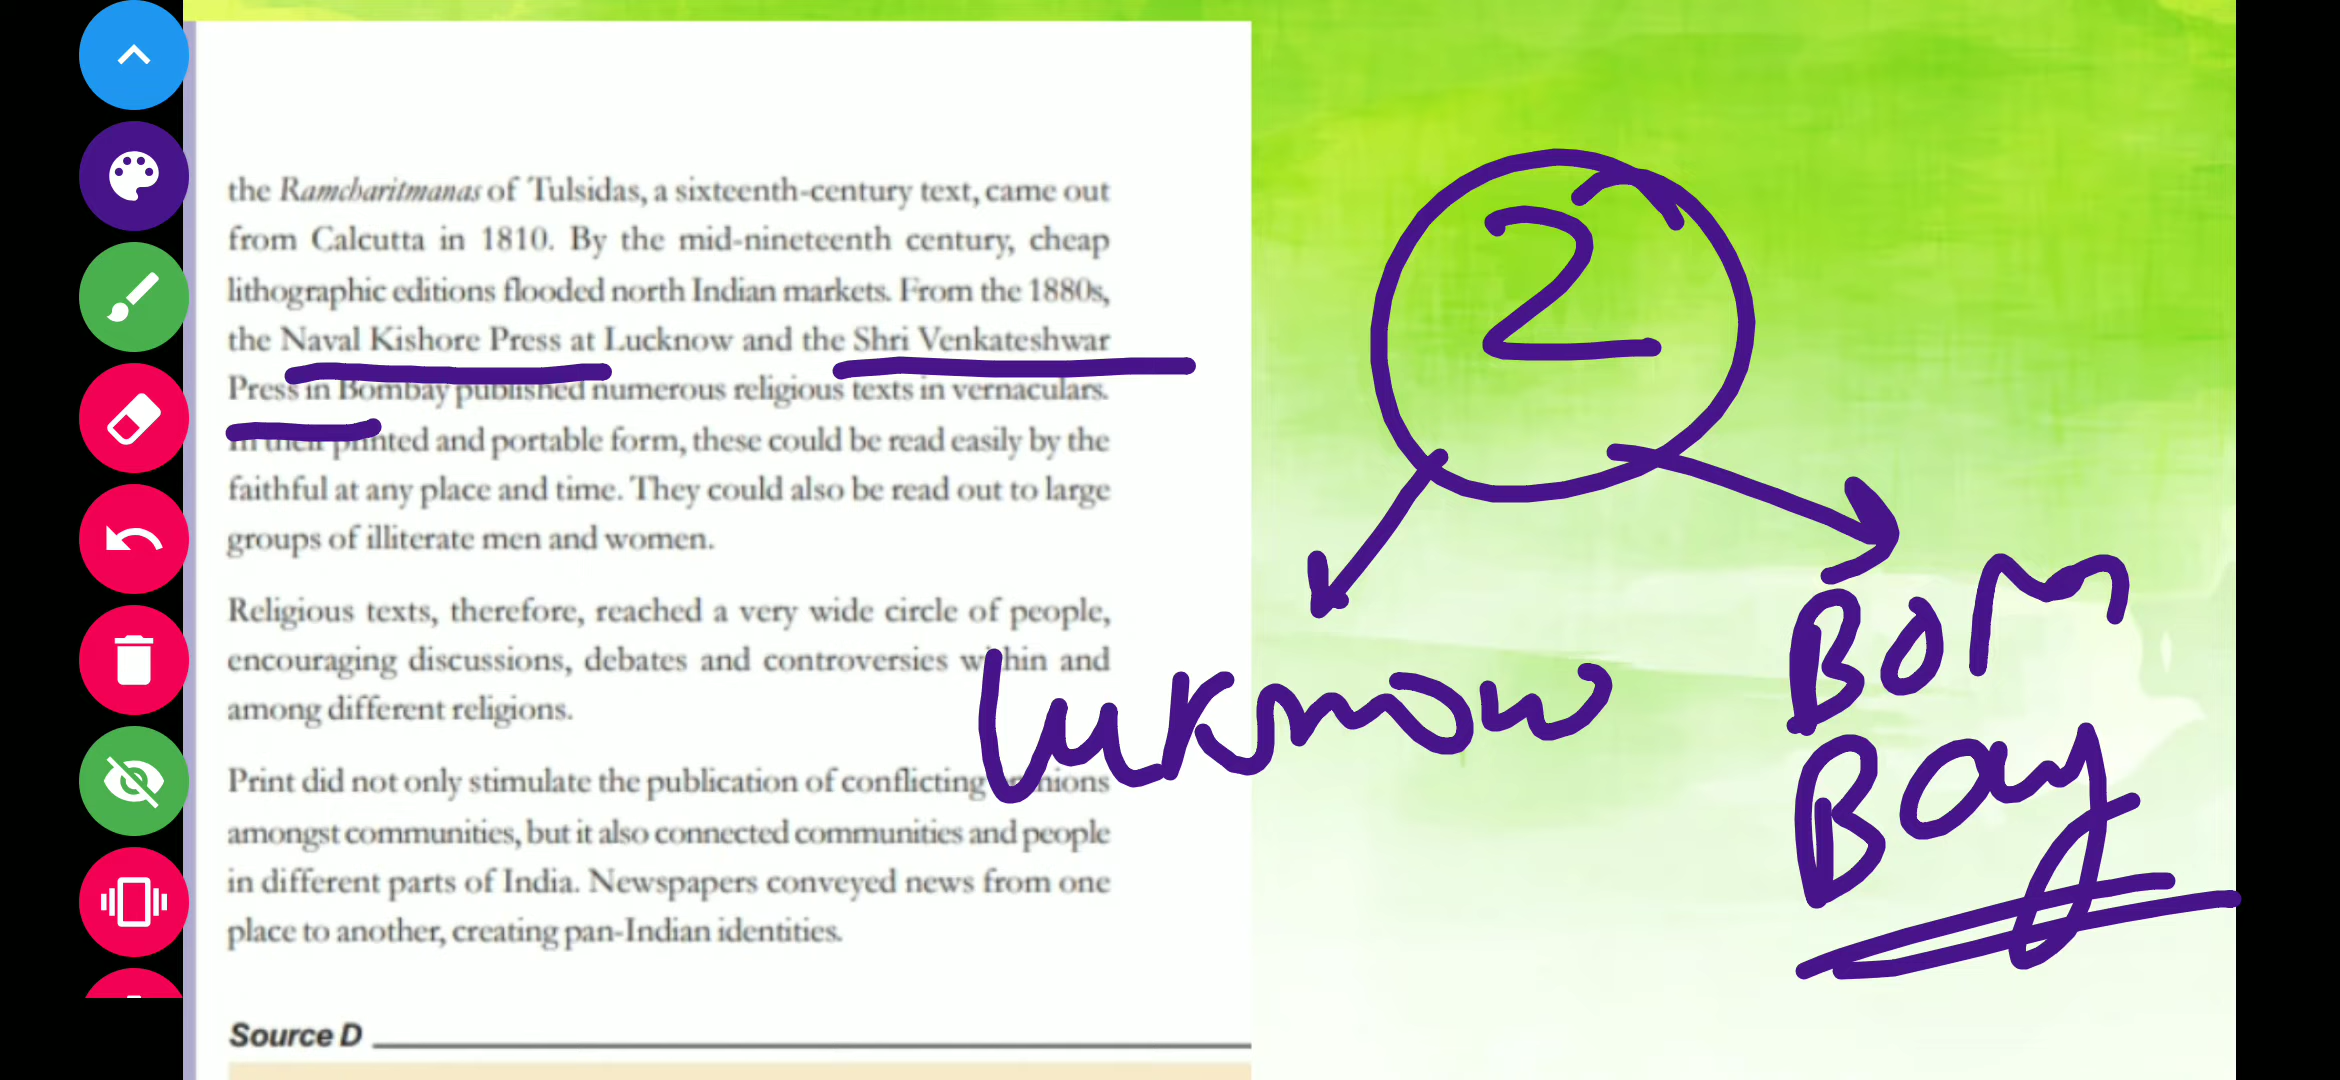 the Ramcharitmanas of Tulsidas, a sixteenth-century text, came out
from Calcutta in 1810. By the mid-nineteenth century, cheap
lithographic editions flooded north Indian markets. From the 1880s,
the Naval Kishore Press at Lucknow and the Shri Venkateshwar
Press in Bombay published numerous religious texts in vernaculars.
In their printed and portable form, these could be read easily by the
faithful at any place and time. They could also be read out to large
groups of illiterate men and women.
Religious texts, therefore, reached a very wide circle of people,
encouraging discussions, debates and controversies within and
among different religions.
Print did not only stimulate the publication of conflicting opinions
amongst communities, but it also connected communities and people
in different parts of India. Newspapers conveyed news from one
place to another, creating pan-Indian identities.
Source D
2
Luknow
Bom
Bay